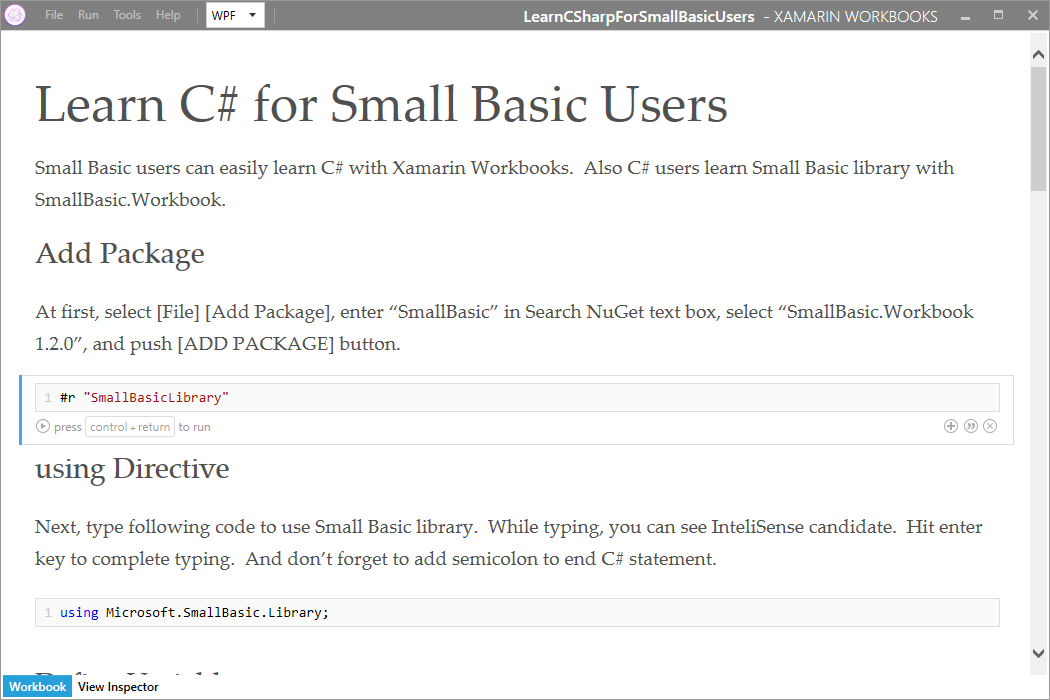 File Run Tools Help WPF LearnCSharpForSmallBasicUsers - XAMARIN WORKBOOKS
Learn C# for Small Basic Users
Small Basic users can easily learn C# with Xamarin Workbooks. Also C# users learn Small Basic library with
SmallBasic.Workbook.
Add Package
At first, select [File] [Add Package], enter “SmallBasic” in Search NuGet text box, select “SmallBasic.Workbook
1.2.0”, and push [ADD PACKAGE] button.
1 #r "SmallBasicLibrary"
press control + return to run
using Directive
Next, type following code to use Small Basic library. While typing, you can see InteliSense candidate. Hit enter
key to complete typing. And don’t forget to add semicolon to end C# statement.
1 using Microsoft.SmallBasic.Library;
Workbook View Inspector